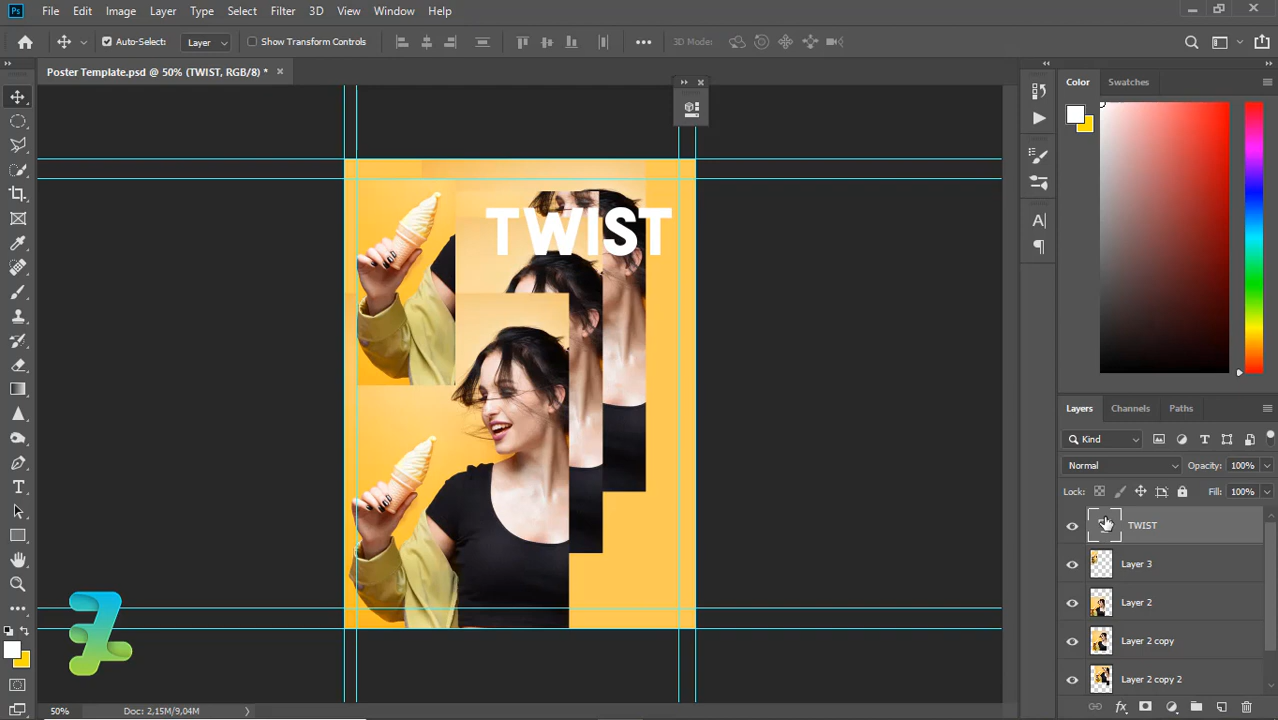 Ps File Edit Image Layer Type Select Filter 3D View Window Help
Auto-Select: Layer Show Transform Controls 3D Mode:
Poster Template.psd @ 50% (TWIST, RGB/8) *
Color Swatches
TWIST
Layers Channels Paths
Kind
Normal Opacity: 100%
Lock: Fill: 100%
TWIST
Layer 3
Layer 2
Layer 2 copy
Layer 2 copy 2
50% Doc: 2,15M/9,04M